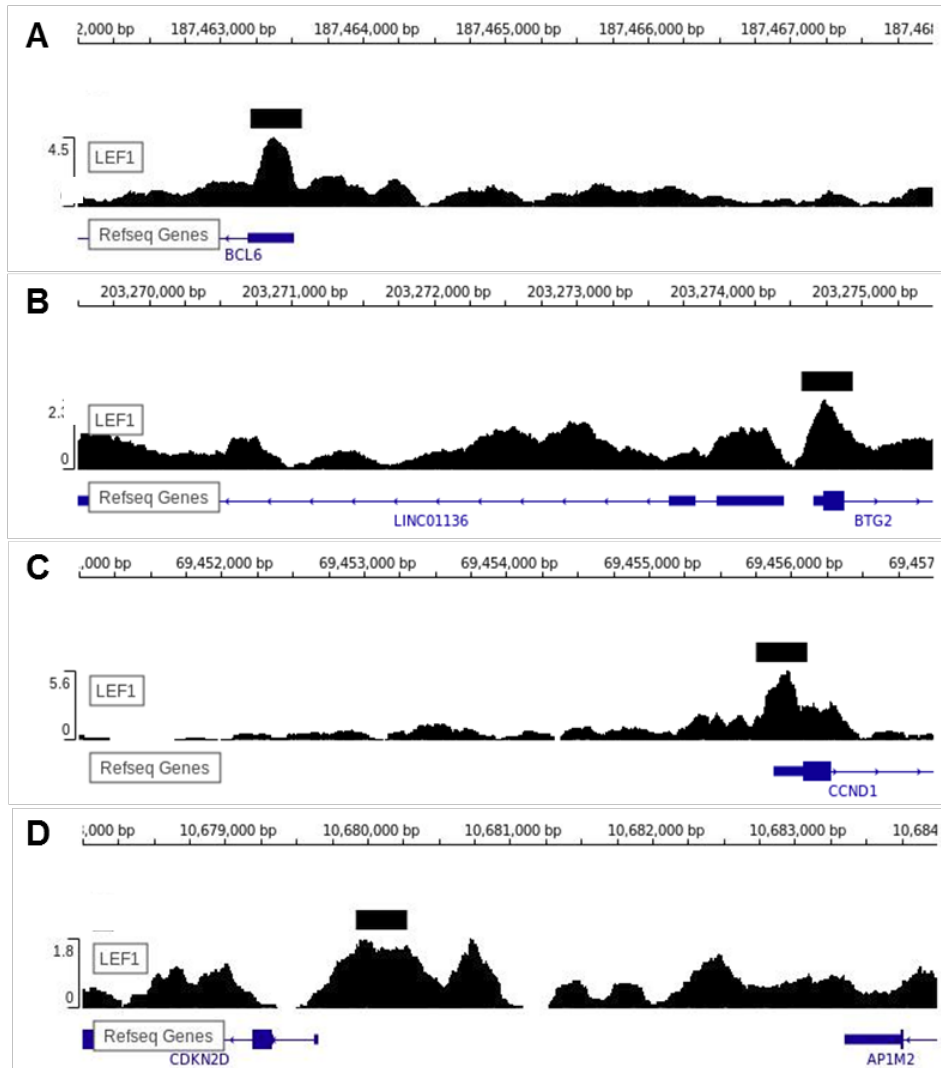 A
2,000 bp 187,463,000 bp 187,464,000 bp 187,465,000 bp 187,466,000 bp 187,467,000 bp 187,468
4.5
LEF1
Refseq Genes
BCL6
B
203,270,000 bp 203,271,000 bp 203,272,000 bp 203,273,000 bp 203,274,000 bp 203,275,000 bp
LEF1
0
Refseq Genes
LINC01136 BTG2
C
,000 bp 69,452,000 bp 69,453,000 bp 69,454,000 bp 69,455,000 bp 69,456,000 bp 69,457
5.6
LEF1
0
Refseq Genes
CCND1
D
,000 bp 10,679,000 bp 10,680,000 bp 10,681,000 bp 10,682,000 bp 10,683,000 bp 10,684
1.8
LEF1
0
Refseq Genes
CDKN2D AP1M2